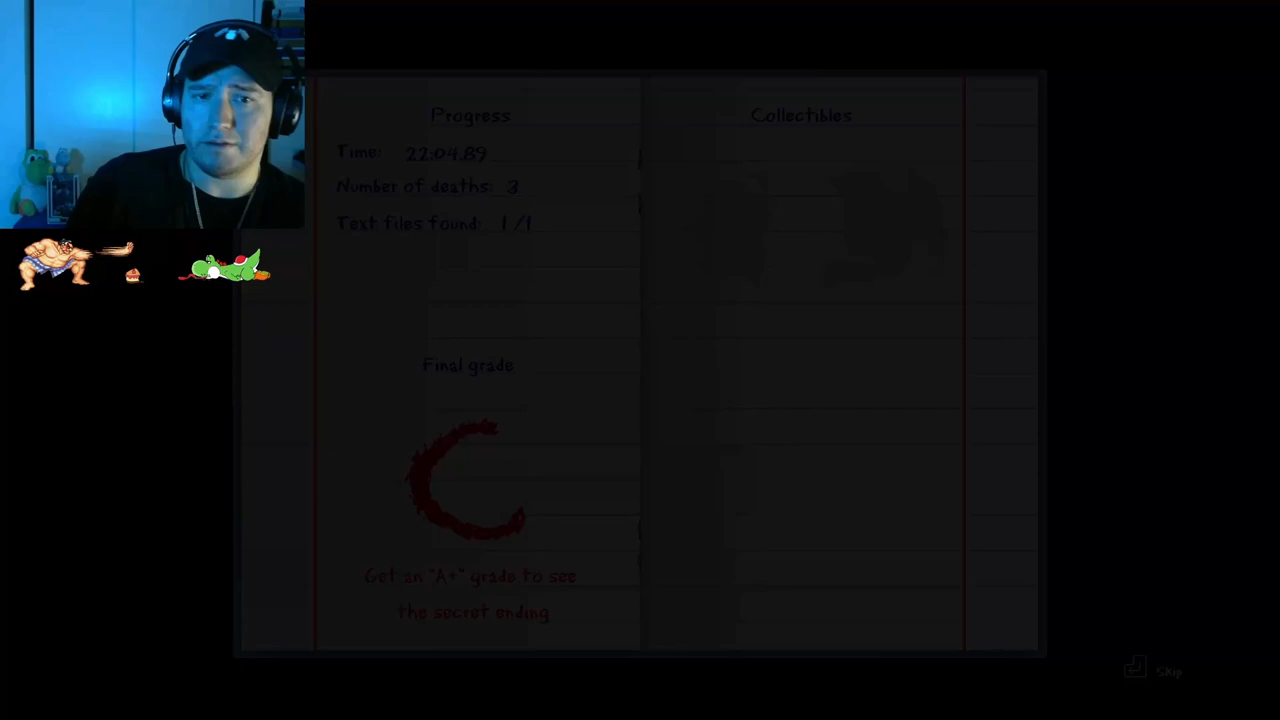 Progress
Time: 22:04.89
Number of deaths: 3
Text files found: 1/1
Final grade
C
Get an "A+" grade to see
the secret ending
Collectibles
Skip